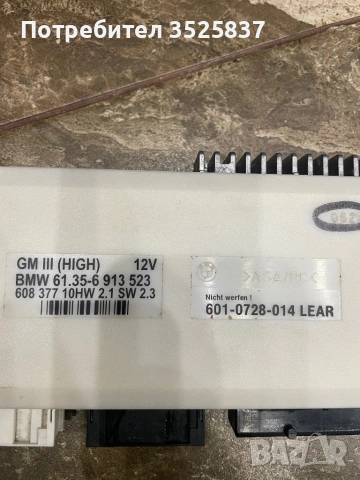 Потребител 3525837
GM III (HIGH) 12V
BMW 61.35-6 913 523
608 377 10HW 2.1 SW 2.3
Nicht werfen !
601-0728-014 LEAR
BAZAR